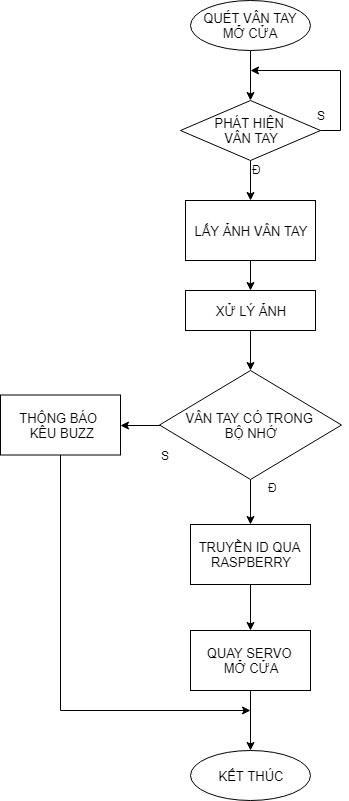 QUÉT VÂN TAY
MỞ CỬA
PHÁT HIỆN
VÂN TAY
S
Đ
LẤY ẢNH VÂN TAY
XỬ LÝ ẢNH
VÂN TAY CÓ TRONG
BỘ NHỚ
THÔNG BÁO
KÊU BUZZ
S
Đ
TRUYỀN ID QUA
RASPBERRY
QUAY SERVO
MỞ CỬA
KẾT THÚC